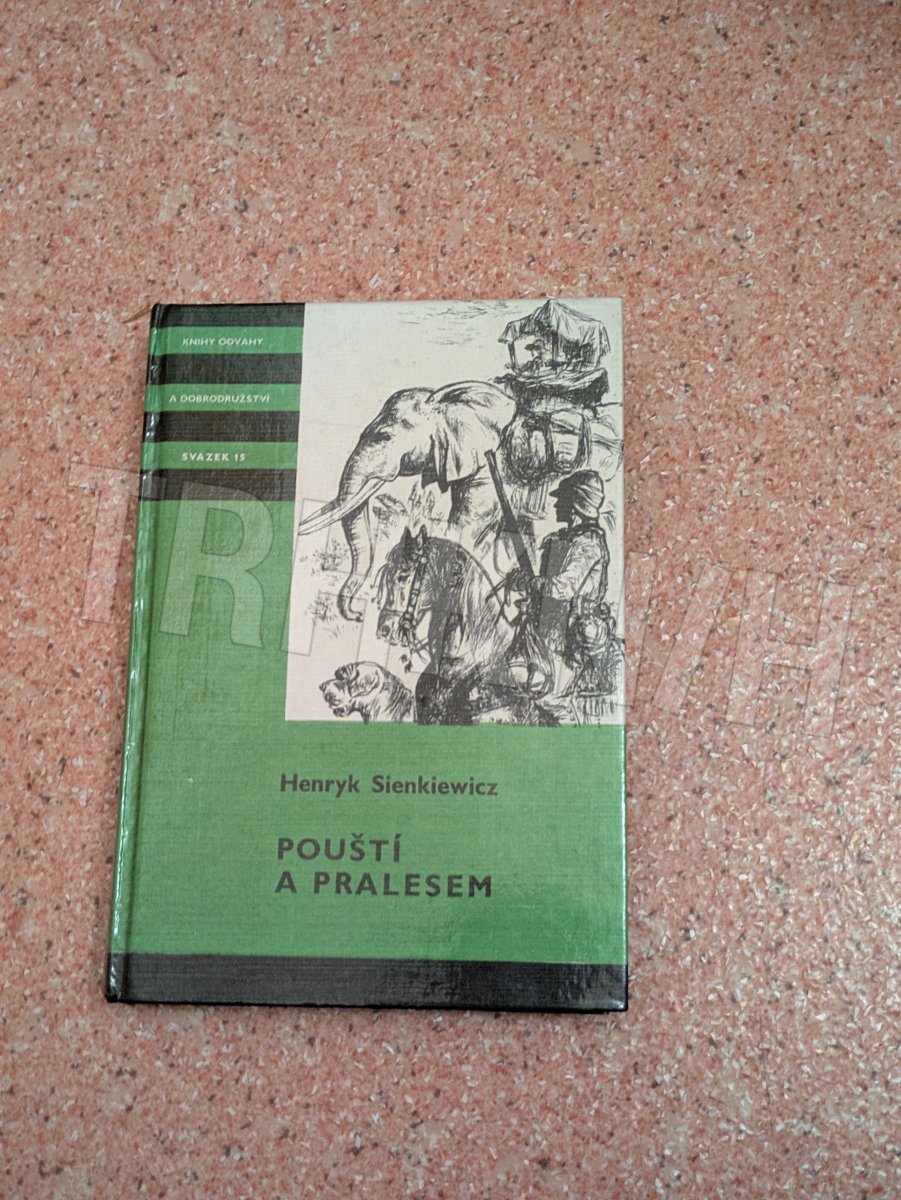 KNIHY ODVAHY
A DOBRODRUŽSTVÍ
SVAZEK 15
Henryk Sienkiewicz
POUŠTÍ
A PRALESEM